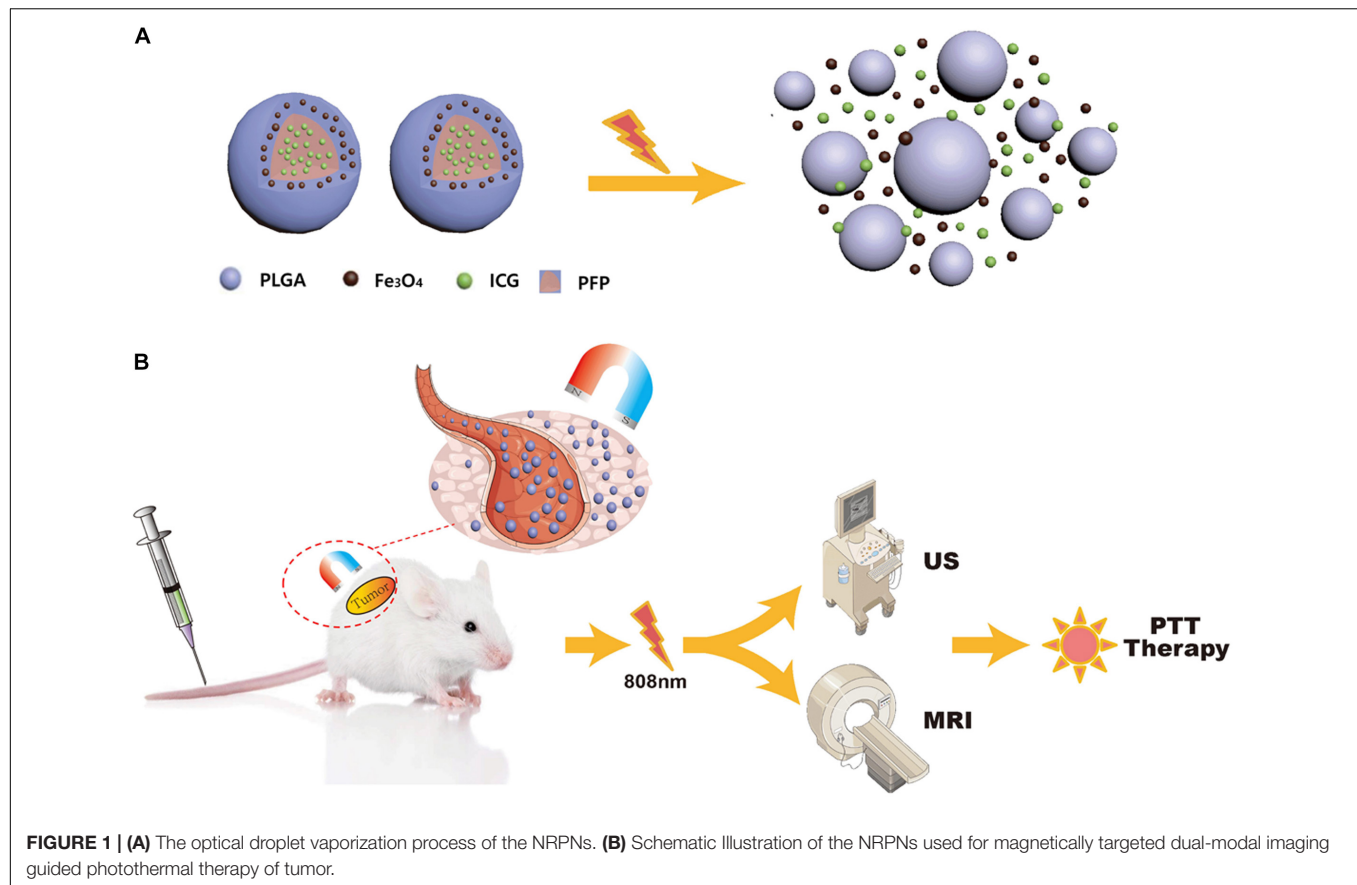 A
PLGA
Fe₃O₄
ICG
PFP
B
N
S
Tumor
808nm
US
MRI
PTT
Therapy
FIGURE 1 | (A) The optical droplet vaporization process of the NRPNs. (B) Schematic Illustration of the NRPNs used for magnetically targeted dual-modal imaging
guided photothermal therapy of tumor.